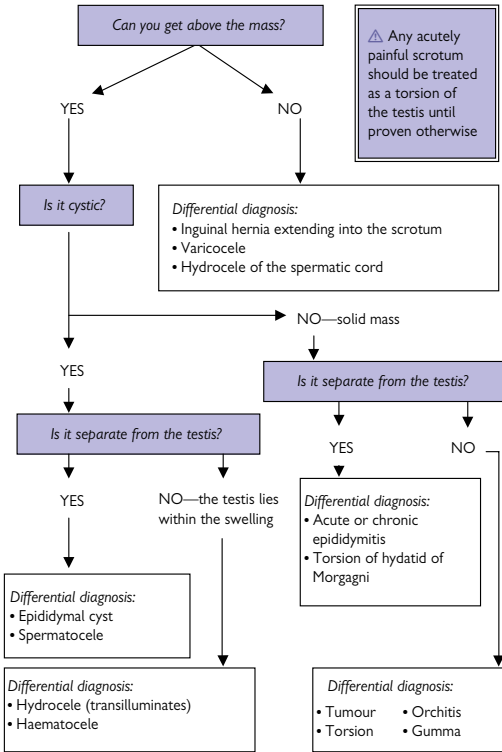 Can you get above the mass?
⚠ Any acutely
painful scrotum
should be treated
as a torsion of
the testis until
proven otherwise
YES
NO
Is it cystic?
Differential diagnosis:
• Inguinal hernia extending into the scrotum
• Varicocele
• Hydrocele of the spermatic cord
NO—solid mass
YES
Is it separate from the testis?
Is it separate from the testis?
YES
NO
YES
NO—the testis lies
within the swelling
Differential diagnosis:
• Acute or chronic
epididymitis
• Torsion of hydatid of
Morgagni
Differential diagnosis:
• Epididymal cyst
• Spermatocele
Differential diagnosis:
• Hydrocele (transilluminates)
• Haematocele
Differential diagnosis:
• Tumour • Orchitis
• Torsion • Gumma